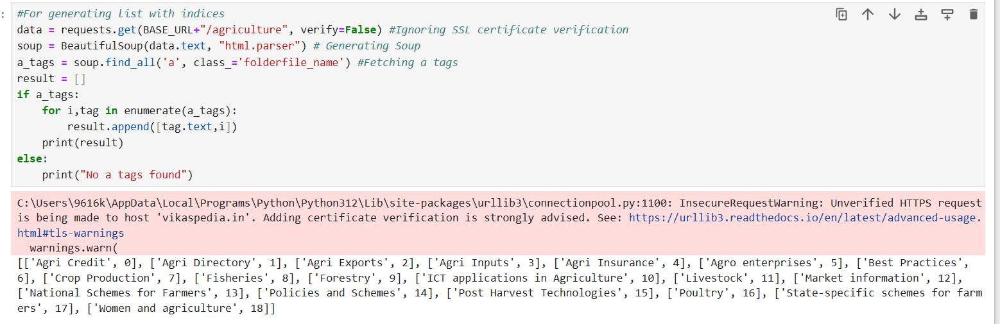 :
#For generating list with indices
data = requests.get(BASE_URL+"/agriculture", verify=False) #Ignoring SSL certificate verification
soup = BeautifulSoup(data.text, "html.parser") # Generating Soup
a_tags = soup.find_all('a', class_='folderfile_name') #Fetching a tags
result = []
if a_tags:
    for i,tag in enumerate(a_tags):
        result.append([tag.text,i])
    print(result)
else:
    print("No a tags found")
C:\Users\9616k\AppData\Local\Programs\Python\Python312\Lib\site-packages\urllib3\connectionpool.py:1100: InsecureRequestWarning: Unverified HTTPS request
is being made to host 'vikaspedia.in'. Adding certificate verification is strongly advised. See: https://urllib3.readthedocs.io/en/latest/advanced-usage.
html#tls-warnings
  warnings.warn(
[['Agri Credit', 0], ['Agri Directory', 1], ['Agri Exports', 2], ['Agri Inputs', 3], ['Agri Insurance', 4], ['Agro enterprises', 5], ['Best Practices',
6], ['Crop Production', 7], ['Fisheries', 8], ['Forestry', 9], ['ICT applications in Agriculture', 10], ['Livestock', 11], ['Market information', 12],
['National Schemes for Farmers', 13], ['Policies and Schemes', 14], ['Post Harvest Technologies', 15], ['Poultry', 16], ['State-specific schemes for farm
ers', 17], ['Women and agriculture', 18]]